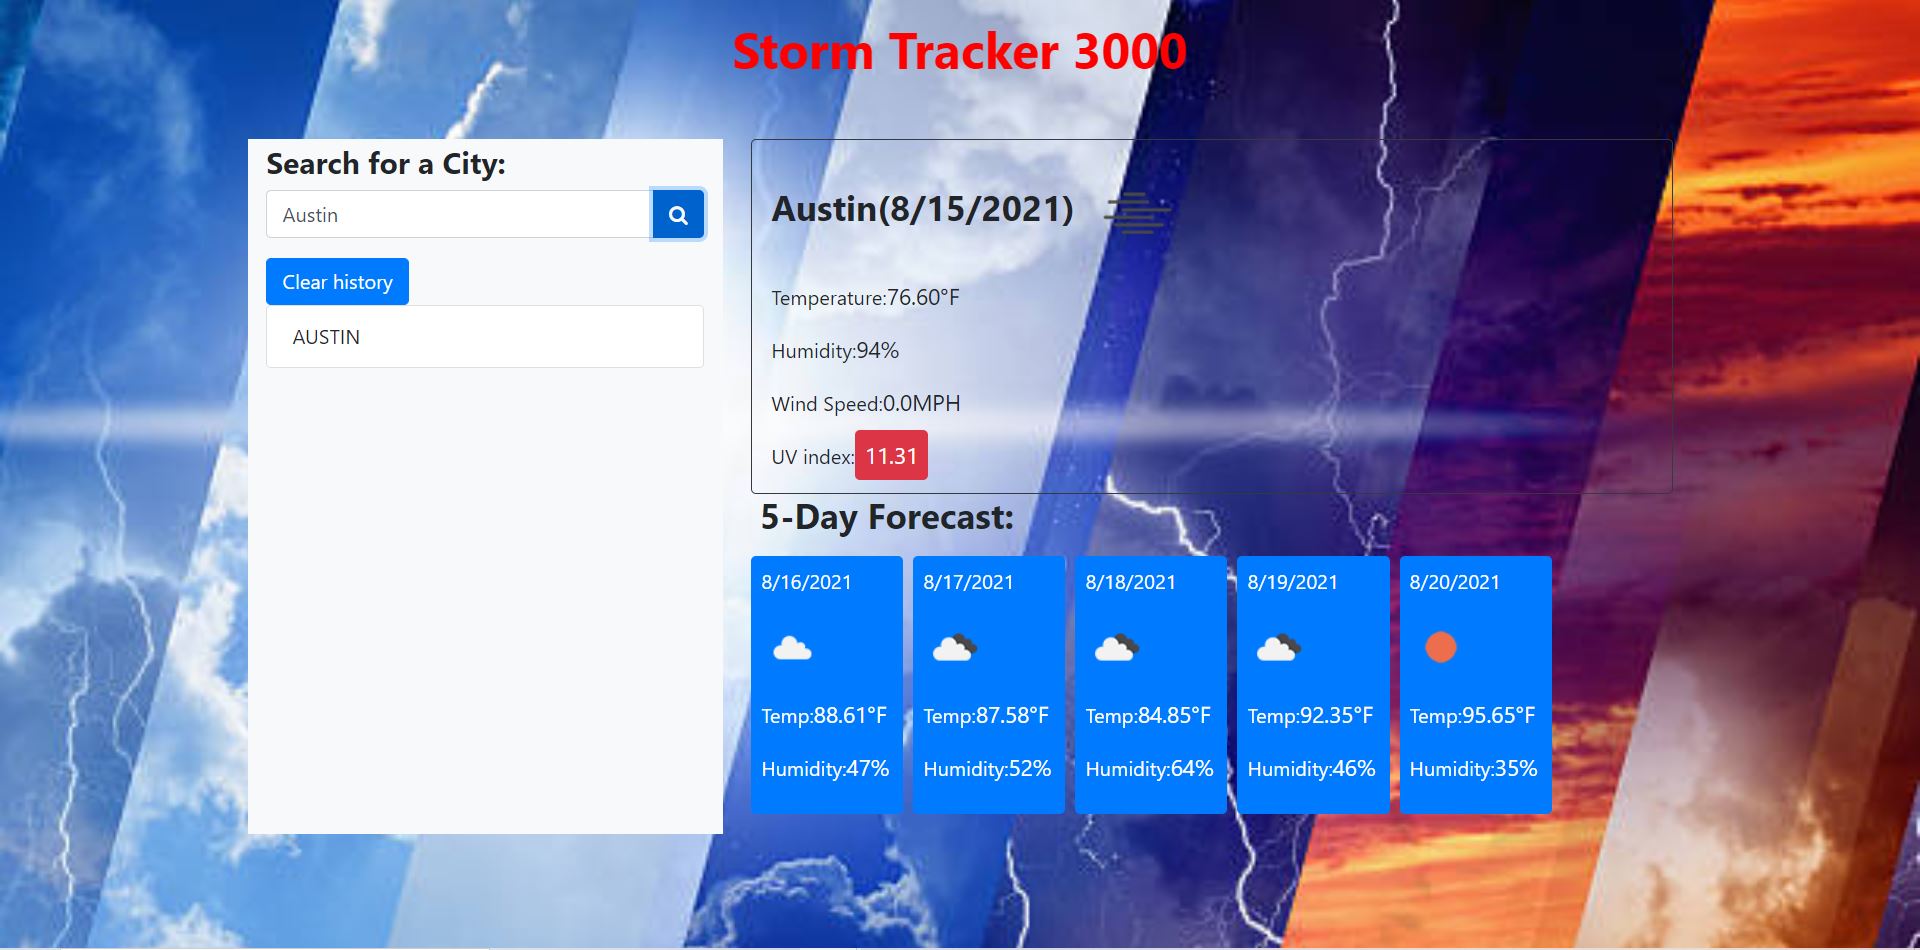 Storm Tracker 3000
Search for a City:
Austin
Clear history
AUSTIN
Austin(8/15/2021)
Temperature:76.60°F
Humidity:94%
Wind Speed:0.0MPH
UV index:11.31
5-Day Forecast:
8/16/2021
Temp:88.61°F
Humidity:47%
8/17/2021
Temp:87.58°F
Humidity:52%
8/18/2021
Temp:84.85°F
Humidity:64%
8/19/2021
Temp:92.35°F
Humidity:46%
8/20/2021
Temp:95.65°F
Humidity:35%